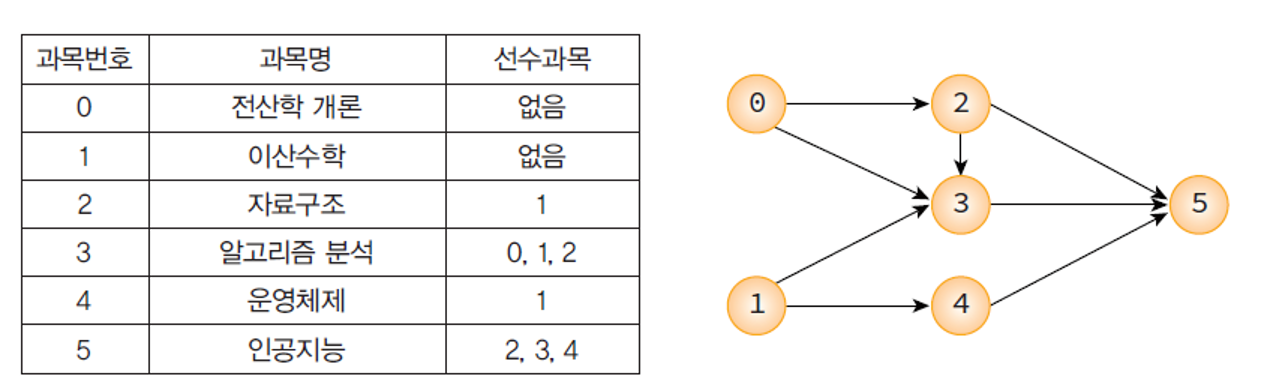 과목번호 과목명 선수과목
0 전산학 개론 없음
1 이산수학 없음
2 자료구조 1
3 알고리즘 분석 0, 1, 2
4 운영체제 1
5 인공지능 2, 3, 4
0 2
3 5
1 4